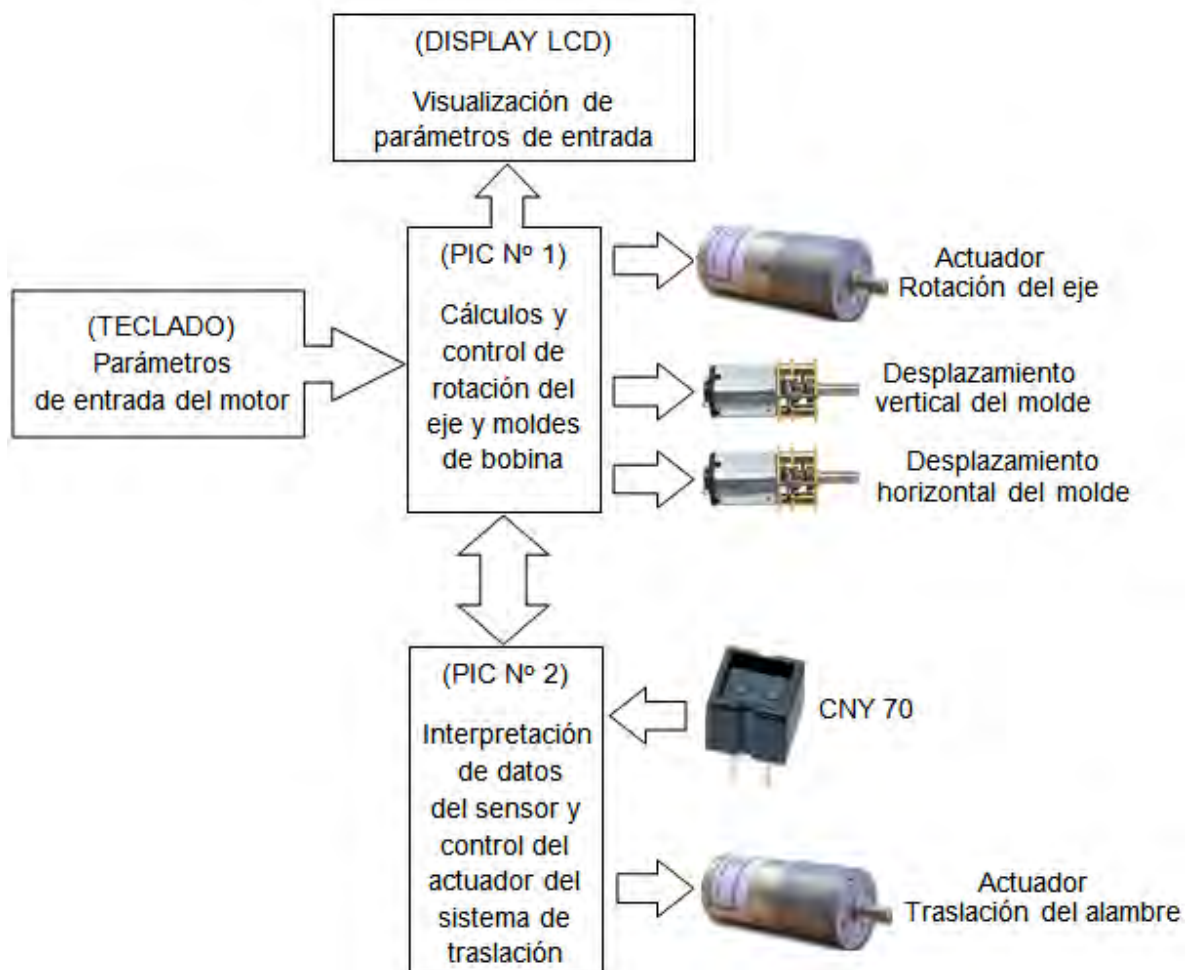 (DISPLAY LCD)
Visualización de
parámetros de entrada
(PIC Nº 1)
Cálculos y
control de
rotación del
eje y moldes
de bobina
(TECLADO)
Parámetros
de entrada del motor
Actuador
Rotación del eje
Desplazamiento
vertical del molde
Desplazamiento
horizontal del molde
(PIC Nº 2)
Interpretación
de datos
del sensor y
control del
actuador del
sistema de
traslación
CNY 70
Actuador
Traslación del alambre